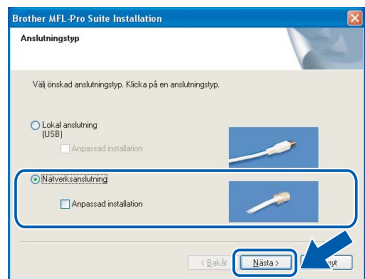 Brother MFL-Pro Suite Installation
Anslutningstyp
Välj önskad anslutningstyp. Klicka på en anslutningstyp.
Lokal anslutning
(USB)
Anpassad installation
Nätverksanslutning
Anpassad installation
< Bakåt
Nästa >